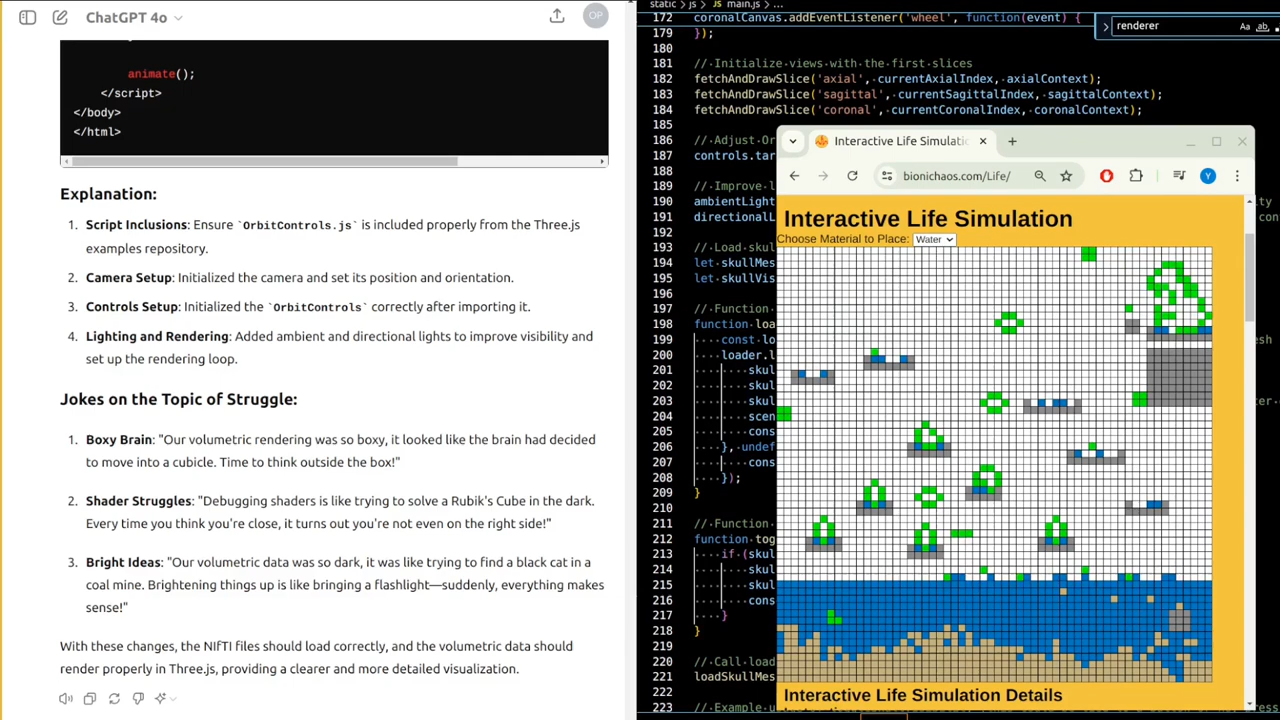 ChatGPT 4o
OP
animate();
</script>
</body>
</html>
Explanation:
1. Script Inclusions: Ensure `OrbitControls.js` is included properly from the Three.js
examples repository.
2. Camera Setup: Initialized the camera and set its position and orientation.
3. Controls Setup: Initialized the `OrbitControls` correctly after importing it.
4. Lighting and Rendering: Added ambient and directional lights to improve visibility and
set up the rendering loop.
Jokes on the Topic of Struggle:
1. Boxy Brain: "Our volumetric rendering was so boxy, it looked like the brain had decided
to move into a cubicle. Time to think outside the box!"
2. Shader Struggles: "Debugging shaders is like trying to solve a Rubik's Cube in the dark.
Every time you think you're close, it turns out you're not even on the right side!"
3. Bright Ideas: "Our volumetric data was so dark, it was like trying to find a black cat in a
coal mine. Brightening things up is like bringing a flashlight—suddenly, everything makes
sense!"
With these changes, the NIfTI files should load correctly, and the volumetric data should
render properly in Three.js, providing a clearer and more detailed visualization.
static > js > JS main.js > ...
renderer
Aa
ab
172 coronalCanvas.addEventListener('wheel', function(event) {
179 });
180
181 // Initialize views with the first slices
182 fetchAndDrawSlice('axial', currentAxialIndex, axialContext);
183 fetchAndDrawSlice('sagittal', currentSagittalIndex, sagittalContext);
184 fetchAndDrawSlice('coronal', currentCoronalIndex, coronalContext);
185
186 // Adjust Or
187 controls.tar
188
189 // Improve l
190 ambientLight
191 directionalL
192
193 // Load skul
194 let skullMes
195 let skullVis
196
197 // Function
198 function loa
199 const lo
200 loader.l
201 skul
202 skul
203 skul
204 scen
205 cons
206 }, undef
207 cons
208 });
209 }
210
211 // Function
212 function tog
213 if (skul
214 skul
215 skul
216 cons
217 }
218 }
219
220 // Call load
221 loadSkullMes
222
223 // Example u
Interactive Life Simulatio
bionichaos.com/Life/
Y
Interactive Life Simulation
Choose Material to Place: Water
Interactive Life Simulation Details